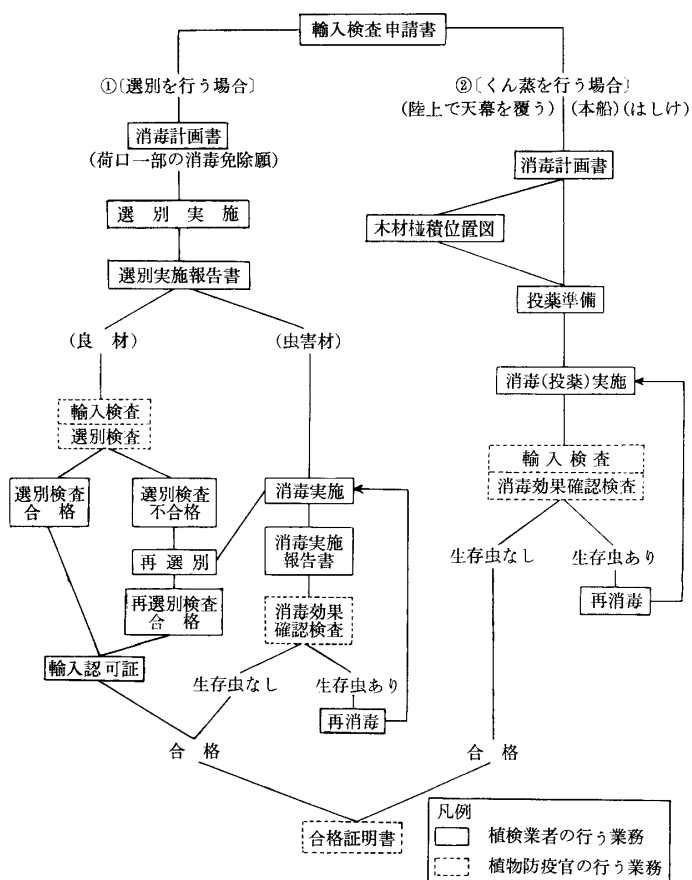 輸入検査申請書
①〔選別を行う場合〕
消毒計画書
(荷口一部の消毒免除願)
選別実施
選別実施報告書
(良材)
(虫害材)
輸入検査
選別検査
選別検査
合格
選別検査
不合格
再選別
再選別検査
合格
輸入認可証
消毒実施
消毒実施
報告書
消毒効果
確認検査
生存虫なし
生存虫あり
再消毒
合格
②〔くん蒸を行う場合〕
(陸上で天幕を覆う) (本船)(はしけ)
消毒計画書
木材椪積位置図
投薬準備
消毒(投薬)実施
輸入検査
消毒効果確認検査
生存虫なし
生存虫あり
再消毒
合格
合格証明書
凡例
植検業者の行う業務
植物防疫官の行う業務